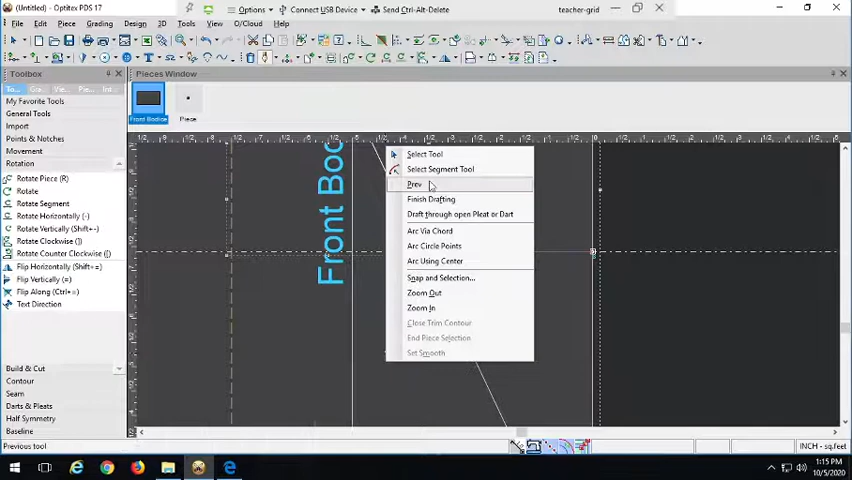 (Untitled) - Optitex PDS 17
Options
Connect USB Device
Send Ctrl-Alt-Delete
teacher-grid
File Edit Piece Grading Design 3D Tools View O/Cloud Help
Toolbox
Pieces Window
To... Gra... Vie... Pie... Int...
My Favorite Tools
General Tools
Import
Points & Notches
Movement
Rotation
Rotate Piece (R)
Rotate
Rotate Segment
Rotate Horizontally (-)
Rotate Vertically (Shift+-)
Rotate Clockwise (])
Rotate Counter Clockwise ([)
Flip Horizontally (Shift+=)
Flip Vertically (=)
Flip Along (Ctrl+=)
Text Direction
Build & Cut
Contour
Seam
Darts & Pleats
Half Symmetry
Baseline
Front Bodice
Piece
Front Boc
Select Tool
Select Segment Tool
Prev
Finish Drafting
Draft through open Pleat or Dart
Arc Via Chord
Arc Circle Points
Arc Using Center
Snap and Selection...
Zoom Out
Zoom In
Close Trim Contour
End Piece Selection
Set Smooth
Previous tool
INCH - sq.feet
1:15 PM
10/5/2020